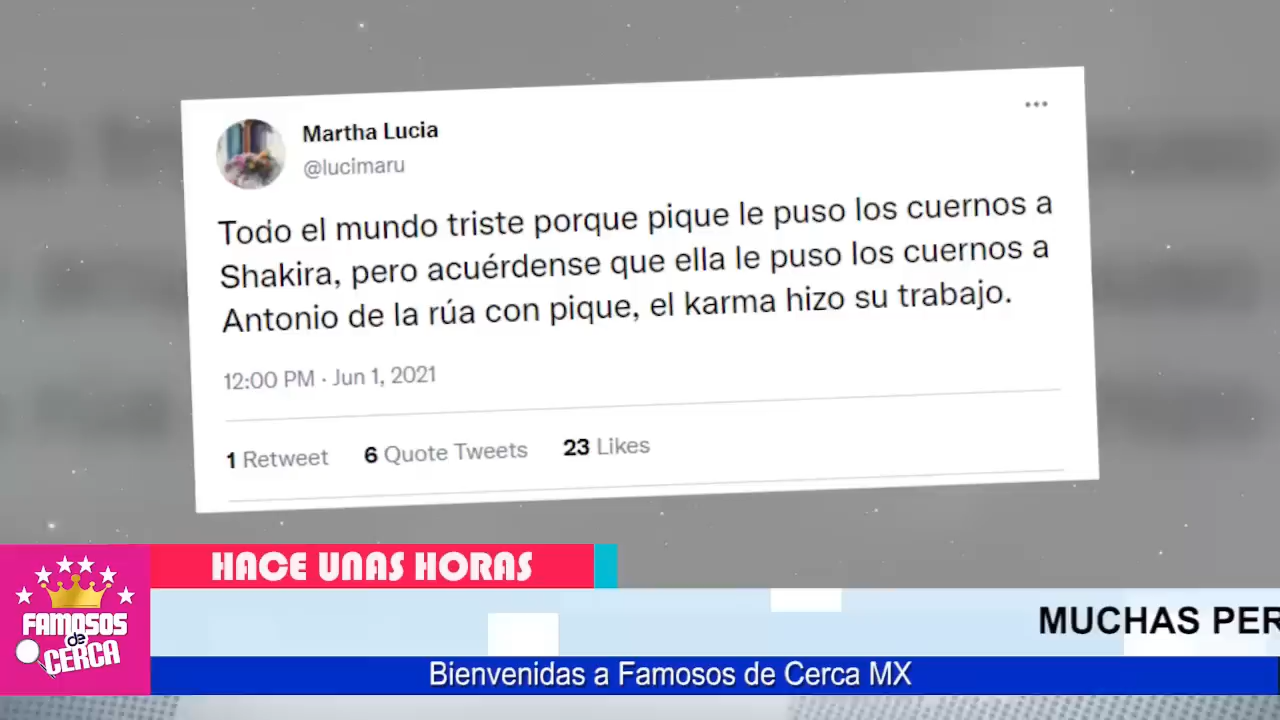 Martha Lucia
@lucimaru
Todo el mundo triste porque pique le puso los cuernos a
Shakira, pero acuérdense que ella le puso los cuernos a
Antonio de la rúa con pique, el karma hizo su trabajo.
12:00 PM · Jun 1, 2021
1 Retweet 6 Quote Tweets 23 Likes
HACE UNAS HORAS
FAMOSOS
de
CERCA
MUCHAS PER
Bienvenidas a Famosos de Cerca MX